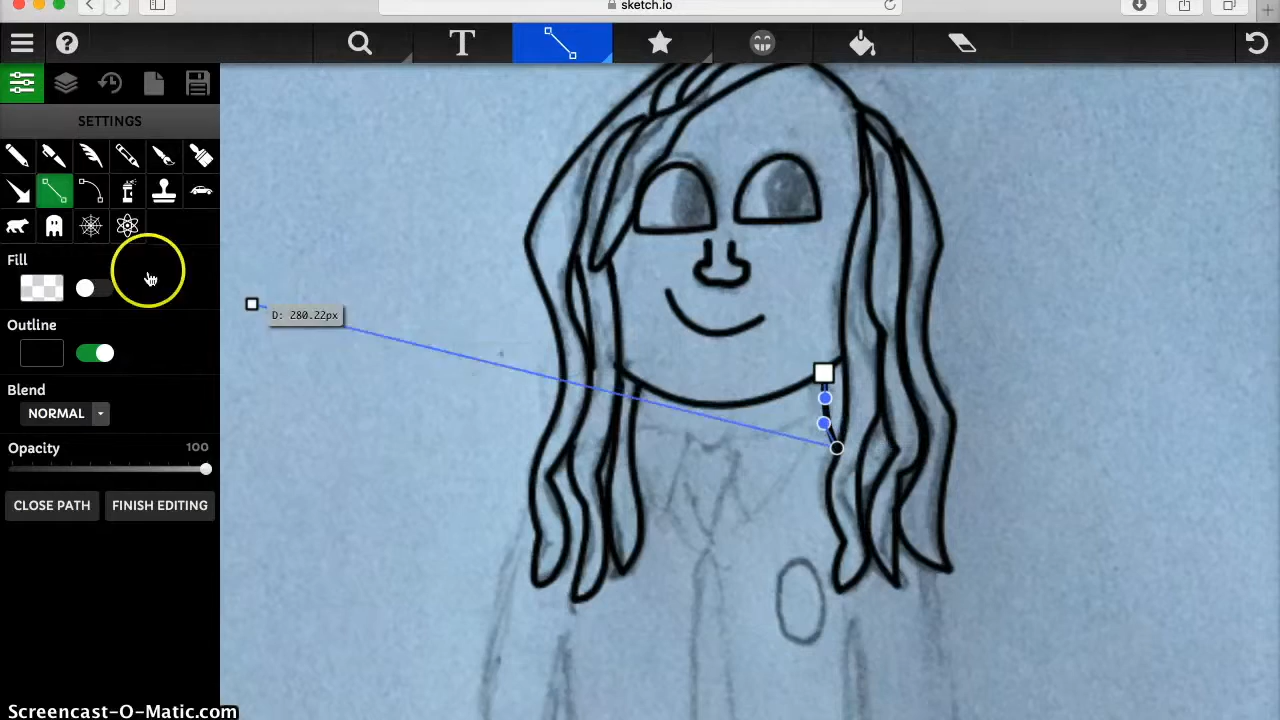 sketch.io
T
SETTINGS
Fill
Outline
Blend
NORMAL
Opacity 100
CLOSE PATH FINISH EDITING
D: 280.22px
Screencast-O-Matic.com